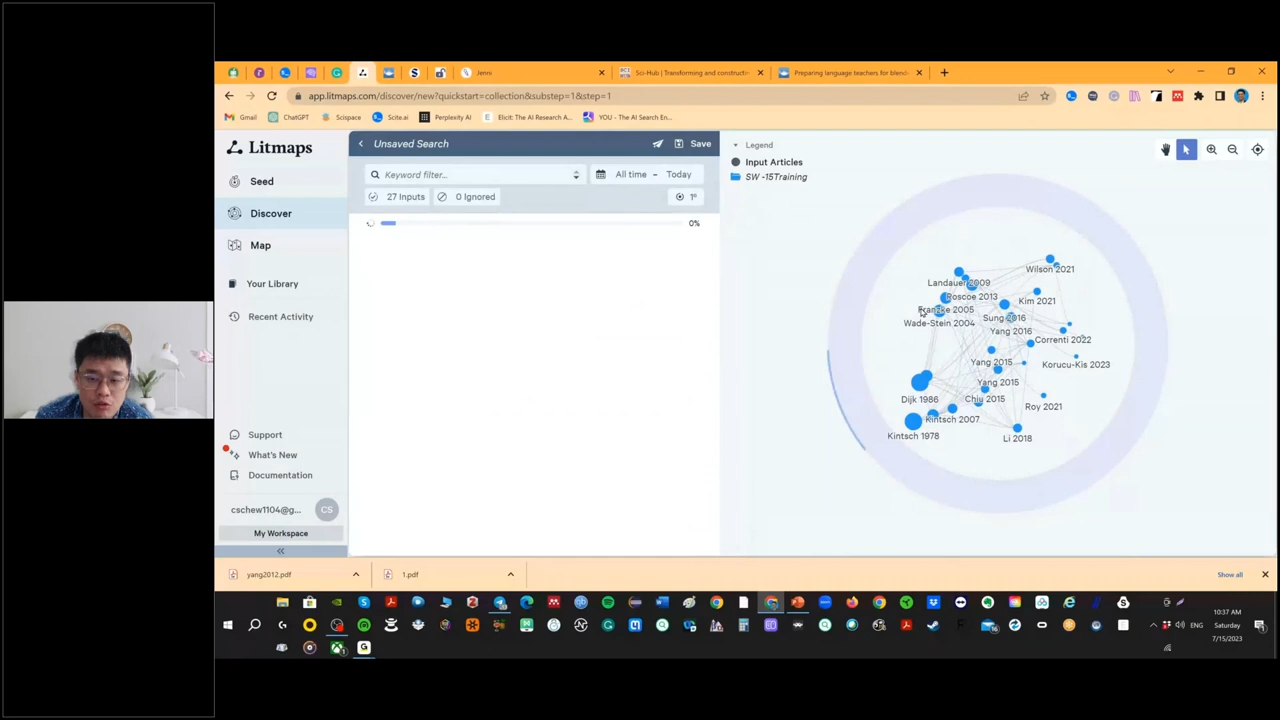 Jenni
Sci-Hub | Transforming and constructi
Preparing language teachers for blend
app.litmaps.com/discover/new?quickstart=collection&substep=1&step=1
Gmail
ChatGPT
Scispace
Scite.ai
Perplexity AI
Elicit: The AI Research A...
YOU - The AI Search En...
Litmaps
Seed
Discover
Map
Your Library
Recent Activity
Support
What's New
Documentation
cschew1104@g...
CS
My Workspace
Unsaved Search
Save
Keyword filter...
All time – Today
27 Inputs
0 Ignored
1º
0%
Legend
Input Articles
SW -15Training
Wilson 2021
Landauer 2009
Roscoe 2013
Kim 2021
Franzke 2005
Sung 2016
Wade-Stein 2004
Yang 2016
Correnti 2022
Yang 2015
Korucu-Kis 2023
Yang 2015
Dijk 1986
Chiu 2015
Roy 2021
Kintsch 2007
Kintsch 1978
Li 2018
yang2012.pdf
1.pdf
Show all
10:37 AM
ENG
Saturday
7/15/2023